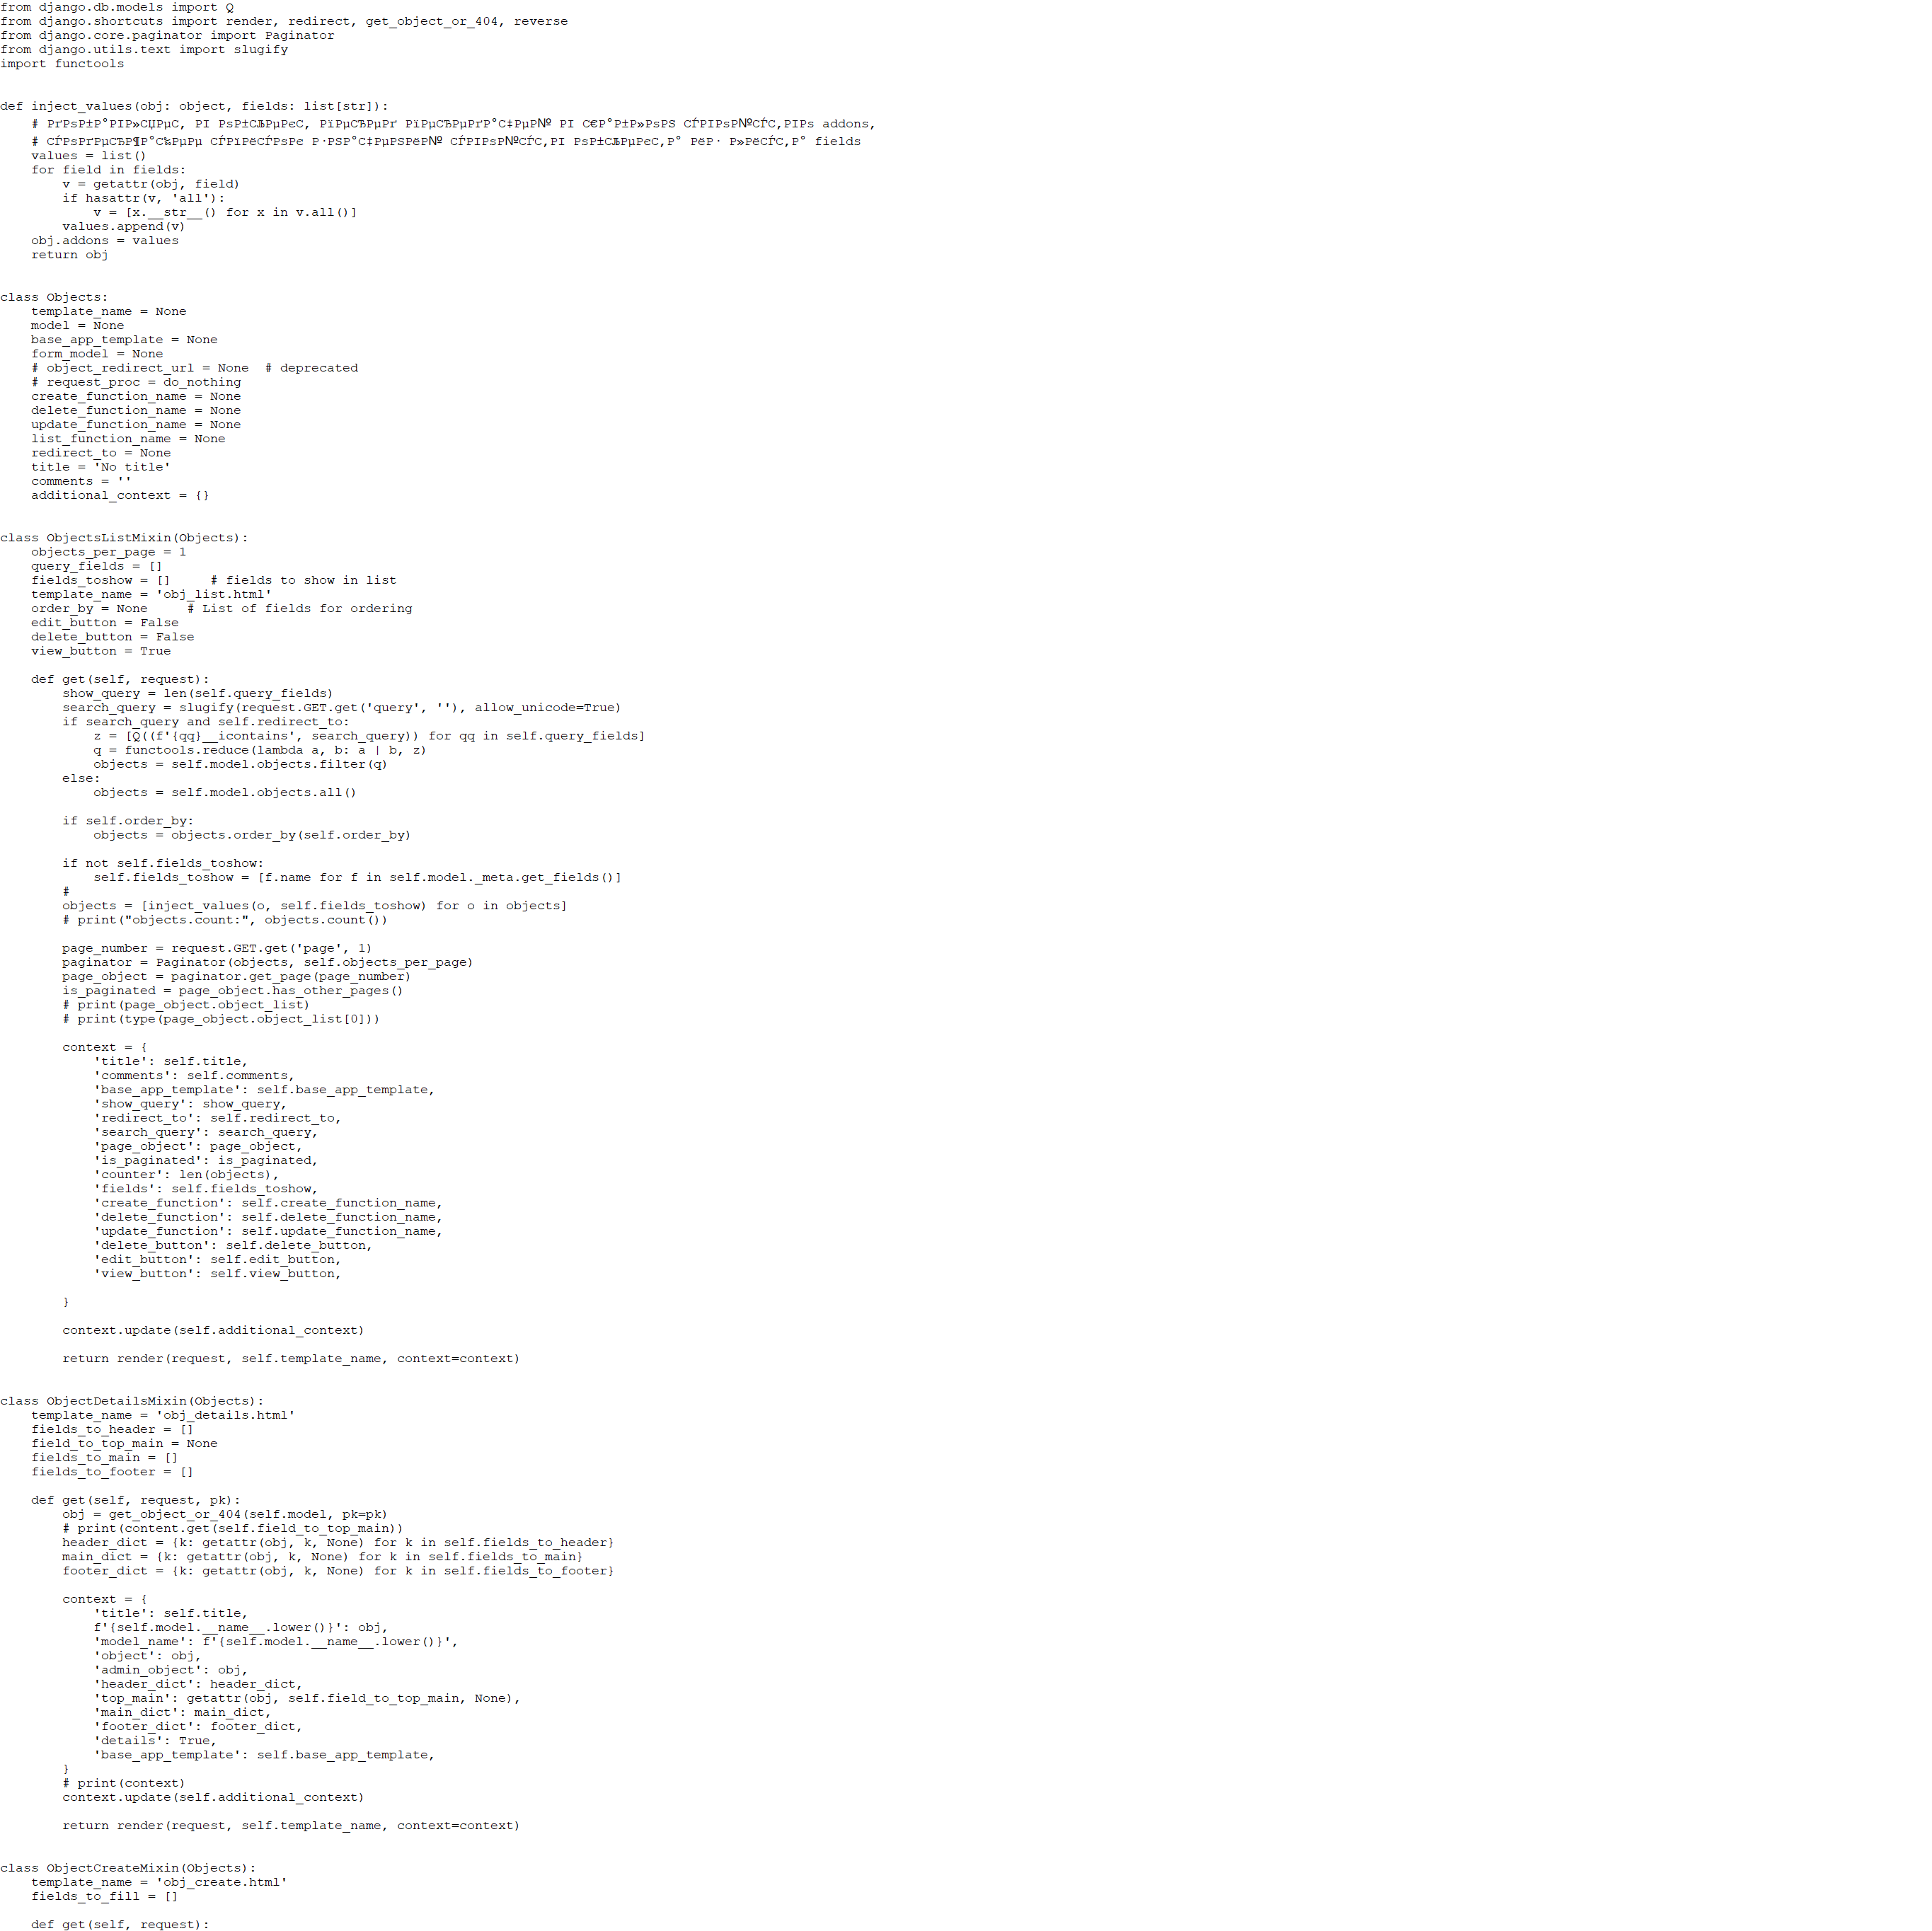 from django.db.models import Q
from django.shortcuts import render, redirect, get_object_or_404, reverse
from django.core.paginator import Paginator
from django.utils.text import slugify
import functools
def inject_values(obj: object, fields: list[str]):
# РґРsР±Р°РІР»СЏРµС‚ РІ РsР±СЉРµРєС‚ РїРµСЂРµРґ РїРµСЂРµРґР°С‡РµР№ РІ С€Р°Р±Р»РsРЅ СЃРІРsР№СЃС‚РІРs addons,
# СЃРsРґРµСЂР¶Р°С‰РµРµ СЃРїРёСЃРsРє Р·РЅР°С‡РµРЅРёР№ СЃРІРsР№СЃС‚РІ РsР±СЉРµРєС‚Р° РёР· Р»РёСЃС‚Р° fields
values = list()
for field in fields:
v = getattr(obj, field)
if hasattr(v, 'all'):
v = [x.__str__() for x in v.all()]
values.append(v)
obj.addons = values
return obj
class Objects:
template_name = None
model = None
base_app_template = None
form_model = None
# object_redirect_url = None  # deprecated
# request_proc = do_nothing
create_function_name = None
delete_function_name = None
update_function_name = None
list_function_name = None
redirect_to = None
title = 'No title'
comments = ''
additional_context = {}
class ObjectsListMixin(Objects):
objects_per_page = 1
query_fields = []
fields_toshow = []     # fields to show in list
template_name = 'obj_list.html'
order_by = None     # List of fields for ordering
edit_button = False
delete_button = False
view_button = True
def get(self, request):
show_query = len(self.query_fields)
search_query = slugify(request.GET.get('query', ''), allow_unicode=True)
if search_query and self.redirect_to:
z = [Q((f'{qq}__icontains', search_query)) for qq in self.query_fields]
q = functools.reduce(lambda a, b: a | b, z)
objects = self.model.objects.filter(q)
else:
objects = self.model.objects.all()
if self.order_by:
objects = objects.order_by(self.order_by)
if not self.fields_toshow:
self.fields_toshow = [f.name for f in self.model._meta.get_fields()]
#
objects = [inject_values(o, self.fields_toshow) for o in objects]
# print("objects.count:", objects.count())
page_number = request.GET.get('page', 1)
paginator = Paginator(objects, self.objects_per_page)
page_object = paginator.get_page(page_number)
is_paginated = page_object.has_other_pages()
# print(page_object.object_list)
# print(type(page_object.object_list[0]))
context = {
'title': self.title,
'comments': self.comments,
'base_app_template': self.base_app_template,
'show_query': show_query,
'redirect_to': self.redirect_to,
'search_query': search_query,
'page_object': page_object,
'is_paginated': is_paginated,
'counter': len(objects),
'fields': self.fields_toshow,
'create_function': self.create_function_name,
'delete_function': self.delete_function_name,
'update_function': self.update_function_name,
'delete_button': self.delete_button,
'edit_button': self.edit_button,
'view_button': self.view_button,
}
context.update(self.additional_context)
return render(request, self.template_name, context=context)
class ObjectDetailsMixin(Objects):
template_name = 'obj_details.html'
fields_to_header = []
field_to_top_main = None
fields_to_main = []
fields_to_footer = []
def get(self, request, pk):
obj = get_object_or_404(self.model, pk=pk)
# print(content.get(self.field_to_top_main))
header_dict = {k: getattr(obj, k, None) for k in self.fields_to_header}
main_dict = {k: getattr(obj, k, None) for k in self.fields_to_main}
footer_dict = {k: getattr(obj, k, None) for k in self.fields_to_footer}
context = {
'title': self.title,
f'{self.model.__name__.lower()}': obj,
'model_name': f'{self.model.__name__.lower()}',
'object': obj,
'admin_object': obj,
'header_dict': header_dict,
'top_main': getattr(obj, self.field_to_top_main, None),
'main_dict': main_dict,
'footer_dict': footer_dict,
'details': True,
'base_app_template': self.base_app_template,
}
# print(context)
context.update(self.additional_context)
return render(request, self.template_name, context=context)
class ObjectCreateMixin(Objects):
template_name = 'obj_create.html'
fields_to_fill = []
def get(self, request):